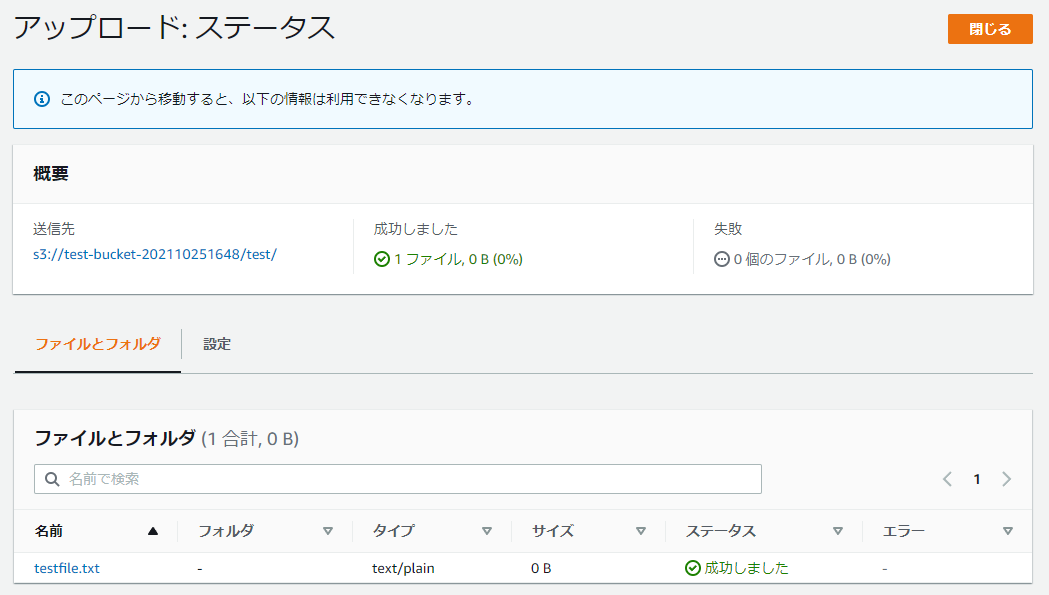 アップロード: ステータス
閉じる
このページから移動すると、以下の情報は利用できなくなります。
概要
送信先
s3://test-bucket-202110251648/test/
成功しました
1 ファイル, 0 B (0%)
失敗
0 個のファイル, 0 B (0%)
ファイルとフォルダ
設定
ファイルとフォルダ (1 合計, 0 B)
名前で検索
1
名前 フォルダ タイプ サイズ ステータス エラー
testfile.txt - text/plain 0 B 成功しました -